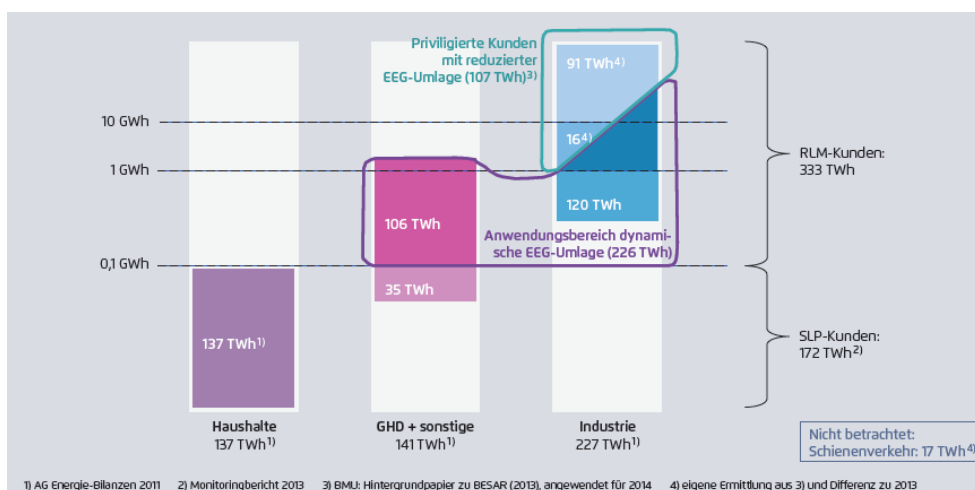 Priviligierte Kunden
mit reduzierter
EEG-Umlage (107 TWh)3)
91 TWh4)
10 GWh
164)
RLM-Kunden:
333 TWh
1 GWh
120 TWh
106 TWh
Anwendungsbereich dynami-
sche EEG-Umlage (226 TWh)
0,1 GWh
35 TWh
137 TWh1)
SLP-Kunden:
172 TWh2)
Haushalte
137 TWh1)
GHD + sonstige
141 TWh1)
Industrie
227 TWh1)
Nicht betrachtet:
Schienenverkehr: 17 TWh4)
1) AG Energie-Bilanzen 2011 2) Monitoringbericht 2013 3) BMU: Hintergrundpapier zu BESAR (2013), angewendet für 2014 4) eigene Ermittlung aus 3) und Differenz zu 2013